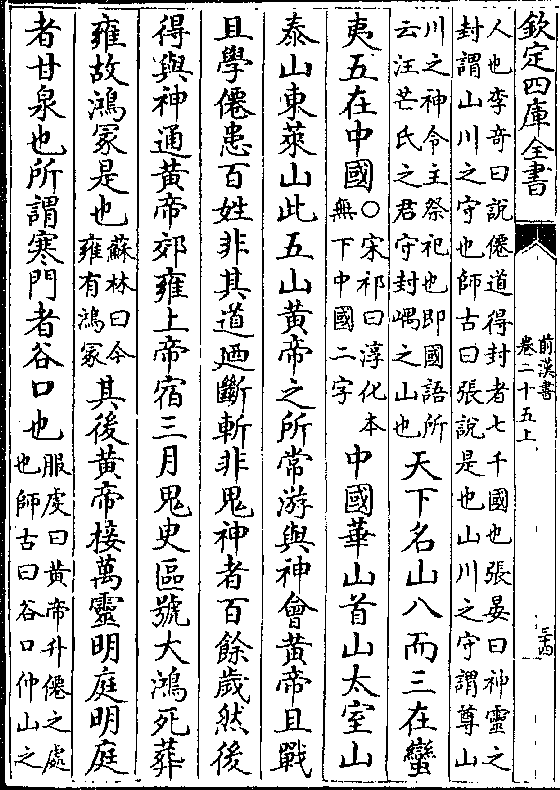 欽定四庫全書
前漢書
卷二十五上
三十四
人也李奇曰說僊道得封者七千國也張晏曰神靈之
封謂山川之守也師古曰張說是也山川之守謂尊山
川之神令主祭祀也即國語所
云汪芒氏之君守封嵎之山也
天下名山八而三在蠻
夷五在中國
○宋祁曰淳化本
無下中國二字
中國華山首山太室山
泰山東萊山此五山黃帝之所常游與神會黃帝且戰
且學僊患百姓非其道迺斷斬非鬼神者百餘歲然後
得與神通黃帝郊雍上帝宿三月鬼臾區號大鴻死葬
雍故鴻冢是也
蘇林曰今
雍有鴻冢
其後黃帝接萬靈明庭明庭
者甘泉也所謂寒門者谷口也
服虔曰黃帝升僊之處
也師古曰谷口仲山之